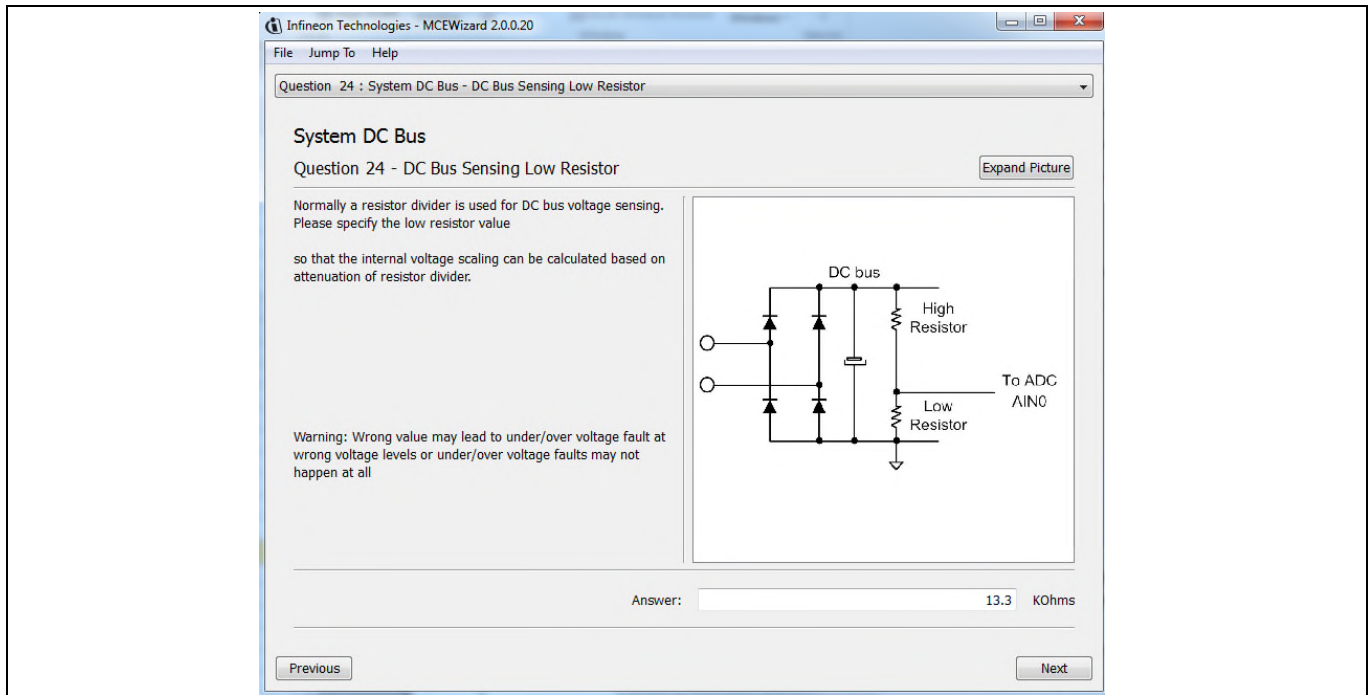 Infineon Technologies - MCEWizard 2.0.0.20
File Jump To Help
Question 24 : System DC Bus - DC Bus Sensing Low Resistor
System DC Bus
Question 24 - DC Bus Sensing Low Resistor
Expand Picture
Normally a resistor divider is used for DC bus voltage sensing.
Please specify the low resistor value
so that the internal voltage scaling can be calculated based on
attenuation of resistor divider.
Warning: Wrong value may lead to under/over voltage fault at
wrong voltage levels or under/over voltage faults may not
happen at all
DC bus
High
Resistor
To ADC
AIN0
Low
Resistor
Answer: 13.3 KOhms
Previous
Next